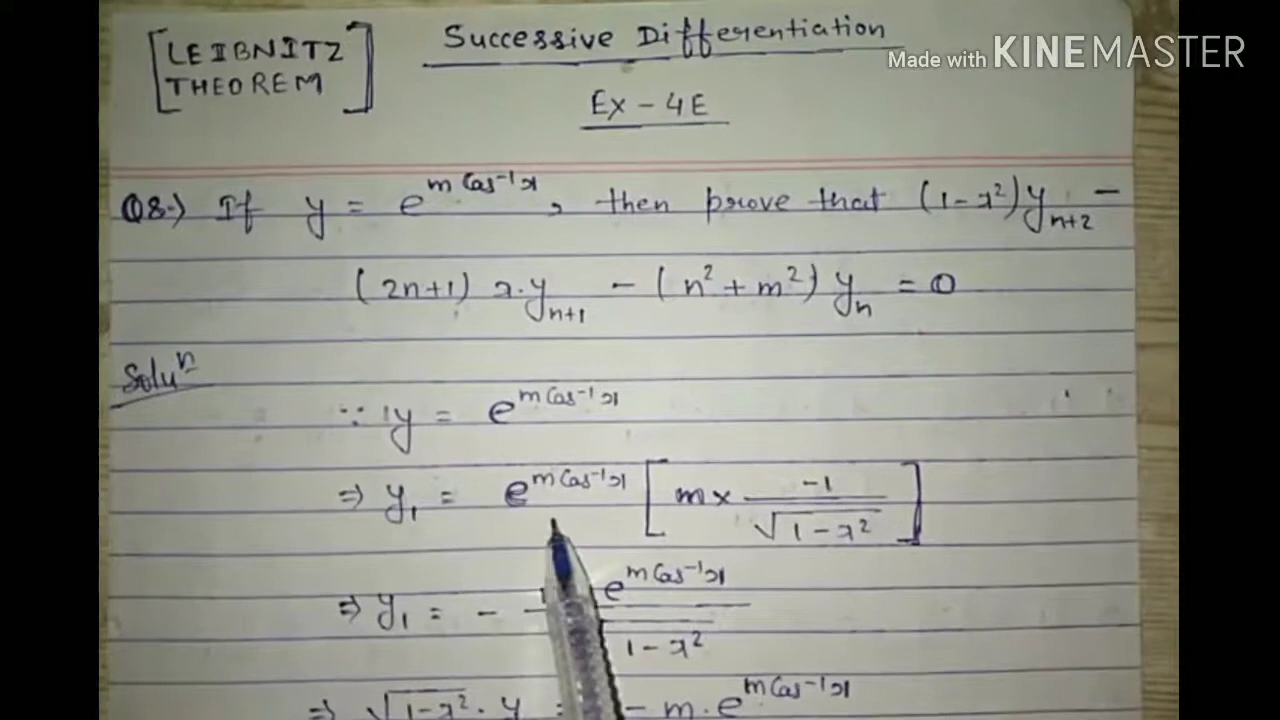 [LEIBNITZ THEOREM]
Successive Differentiation
Made with KINEMASTER
Ex - 4E
Q8.) If y = e^(m Cos⁻¹x), then prove that (1-x²)y_(n+2) -
(2n+1) x.y_(n+1) - (n²+m²) y_n = 0
Soluⁿ
∵ y = e^(m Cos⁻¹x)
⇒ y₁ = e^(m Cos⁻¹x) [m × -1/√(1-x²)]
⇒ y₁ = - e^(m Cos⁻¹x) / 1-x²
⇒ √(1-x²) . y - m . e^(m Cos⁻¹x)